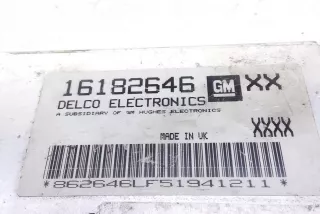 16182646 GM XX
DELCO ELECTRONICS
A SUBSIDIARY OF GM HUGHES ELECTRONICS
MADE IN UK
XXXX
*862646LF51941211*